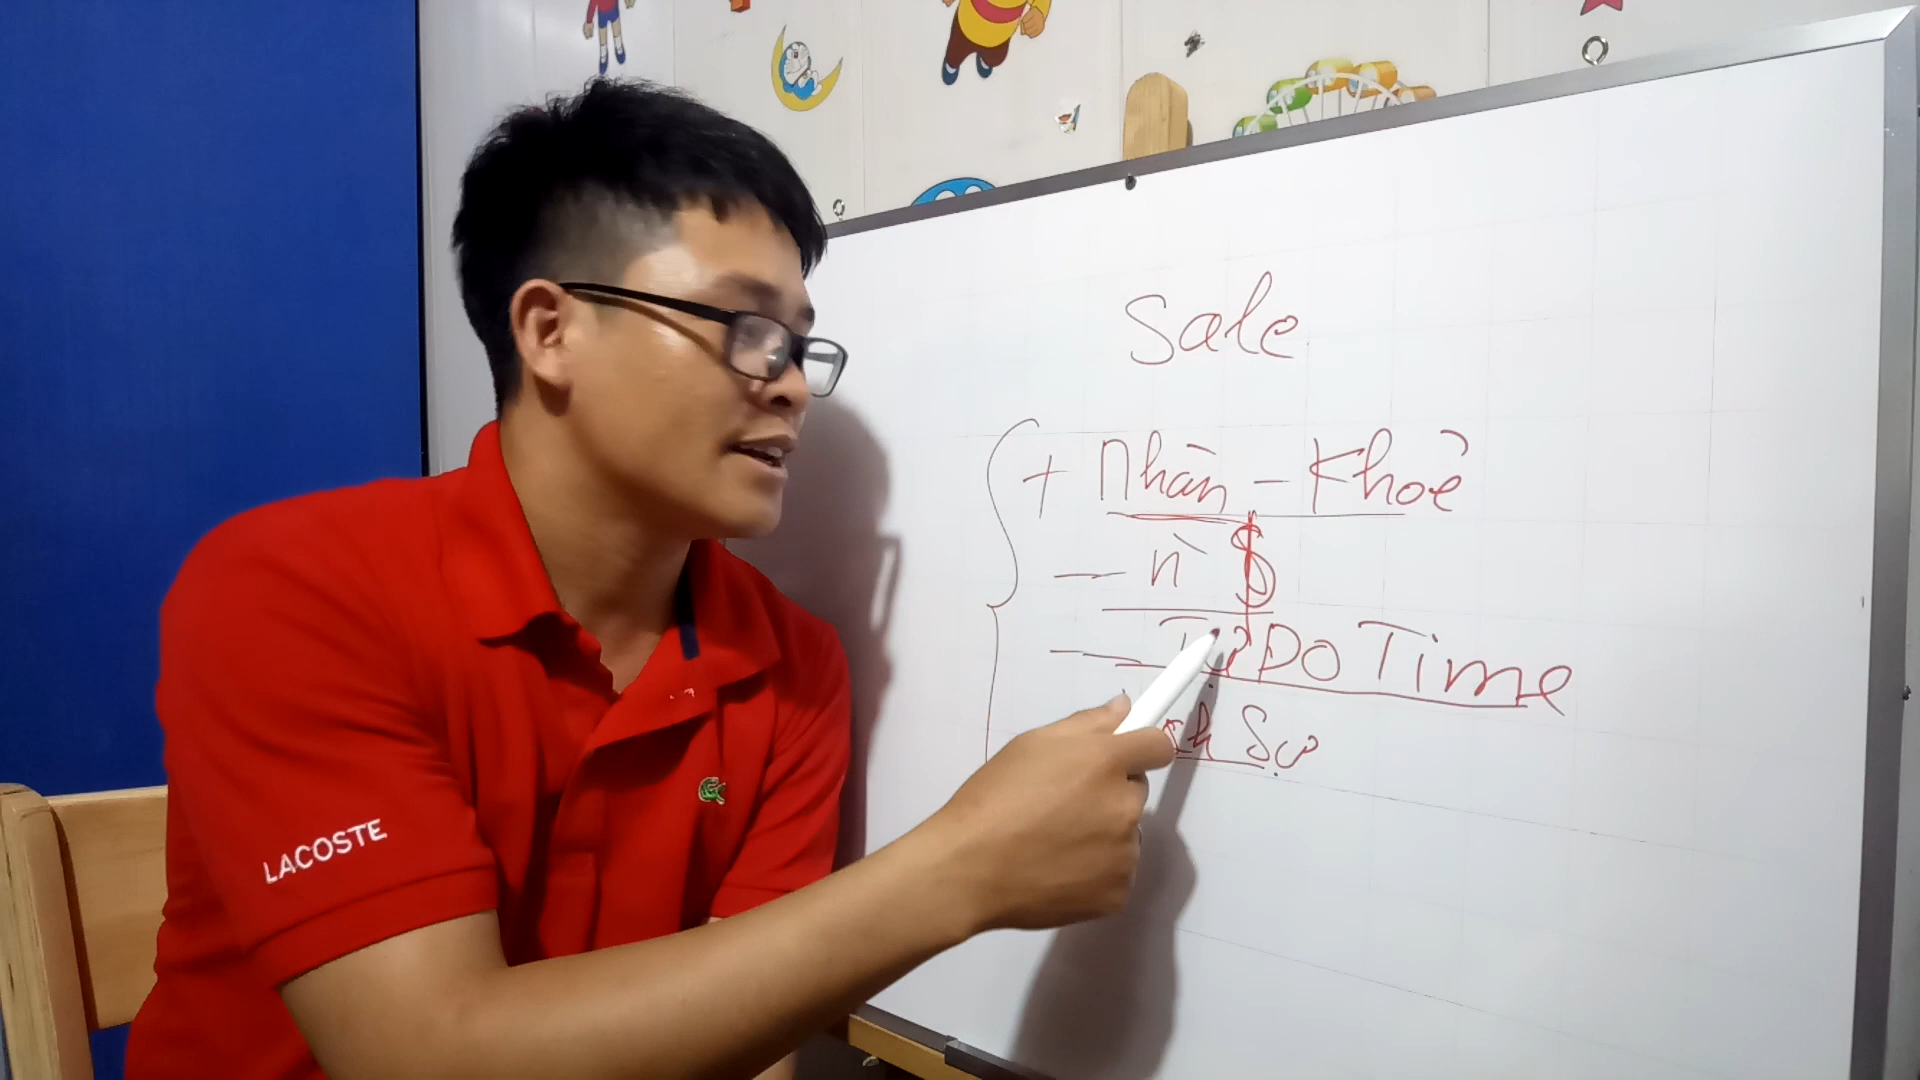 Sale
+ Nhàn - Khoẻ
- n` $
- Tự DO Time
Sự
LACOSTE